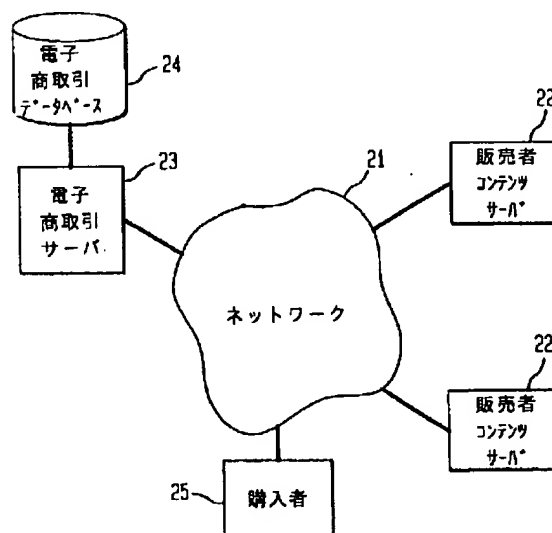 電子
商取引
ﾃﾞｰﾀﾍﾞｰｽ
24
電子
商取引
サーバ
23
21
ネットワーク
販売者
ｺﾝﾃﾝﾂ
ｻｰﾊﾞ
22
販売者
ｺﾝﾃﾝﾂ
ｻｰﾊﾞ
22
購入者
25